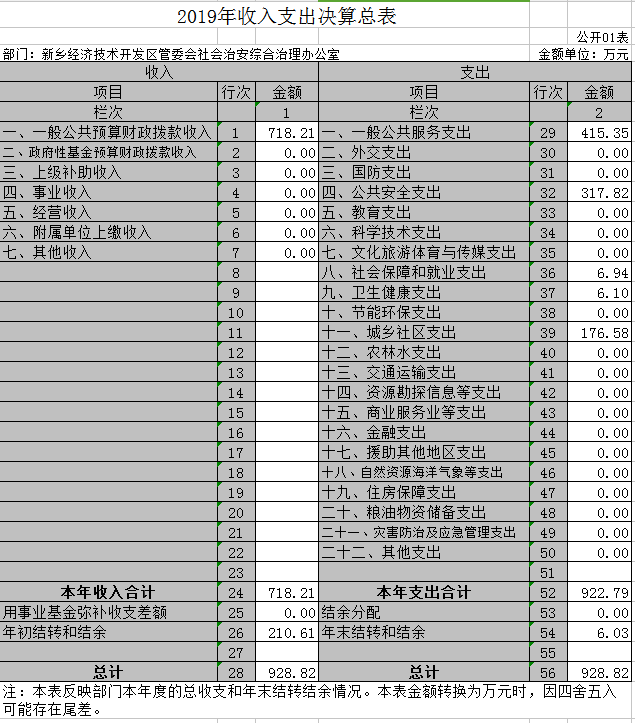 2019年收入支出决算总表
公开01表
部门：新乡经济技术开发区管委会社会治安综合治理办公室 金额单位：万元
收入 支出
项目 行次 金额 项目 行次 金额
栏次 1 栏次 2
一、一般公共预算财政拨款收入 1 718.21 一、一般公共服务支出 29 415.35
二、政府性基金预算财政拨款收入 2 0.00 二、外交支出 30 0.00
三、上级补助收入 3 0.00 三、国防支出 31 0.00
四、事业收入 4 0.00 四、公共安全支出 32 317.82
五、经营收入 5 0.00 五、教育支出 33 0.00
六、附属单位上缴收入 6 0.00 六、科学技术支出 34 0.00
七、其他收入 7 0.00 七、文化旅游体育与传媒支出 35 0.00
8 八、社会保障和就业支出 36 6.94
9 九、卫生健康支出 37 6.10
10 十、节能环保支出 38 0.00
11 十一、城乡社区支出 39 176.58
12 十二、农林水支出 40 0.00
13 十三、交通运输支出 41 0.00
14 十四、资源勘探信息等支出 42 0.00
15 十五、商业服务业等支出 43 0.00
16 十六、金融支出 44 0.00
17 十七、援助其他地区支出 45 0.00
18 十八、自然资源海洋气象等支出 46 0.00
19 十九、住房保障支出 47 0.00
20 二十、粮油物资储备支出 48 0.00
21 二十一、灾害防治及应急管理支出 49 0.00
22 二十二、其他支出 50 0.00
23 51
本年收入合计 24 718.21 本年支出合计 52 922.79
用事业基金弥补收支差额 25 0.00 结余分配 53 0.00
年初结转和结余 26 210.61 年末结转和结余 54 6.03
27 55
总计 28 928.82 总计 56 928.82
注：本表反映部门本年度的总收支和年末结转结余情况。本表金额转换为万元时，因四舍五入
可能存在尾差。